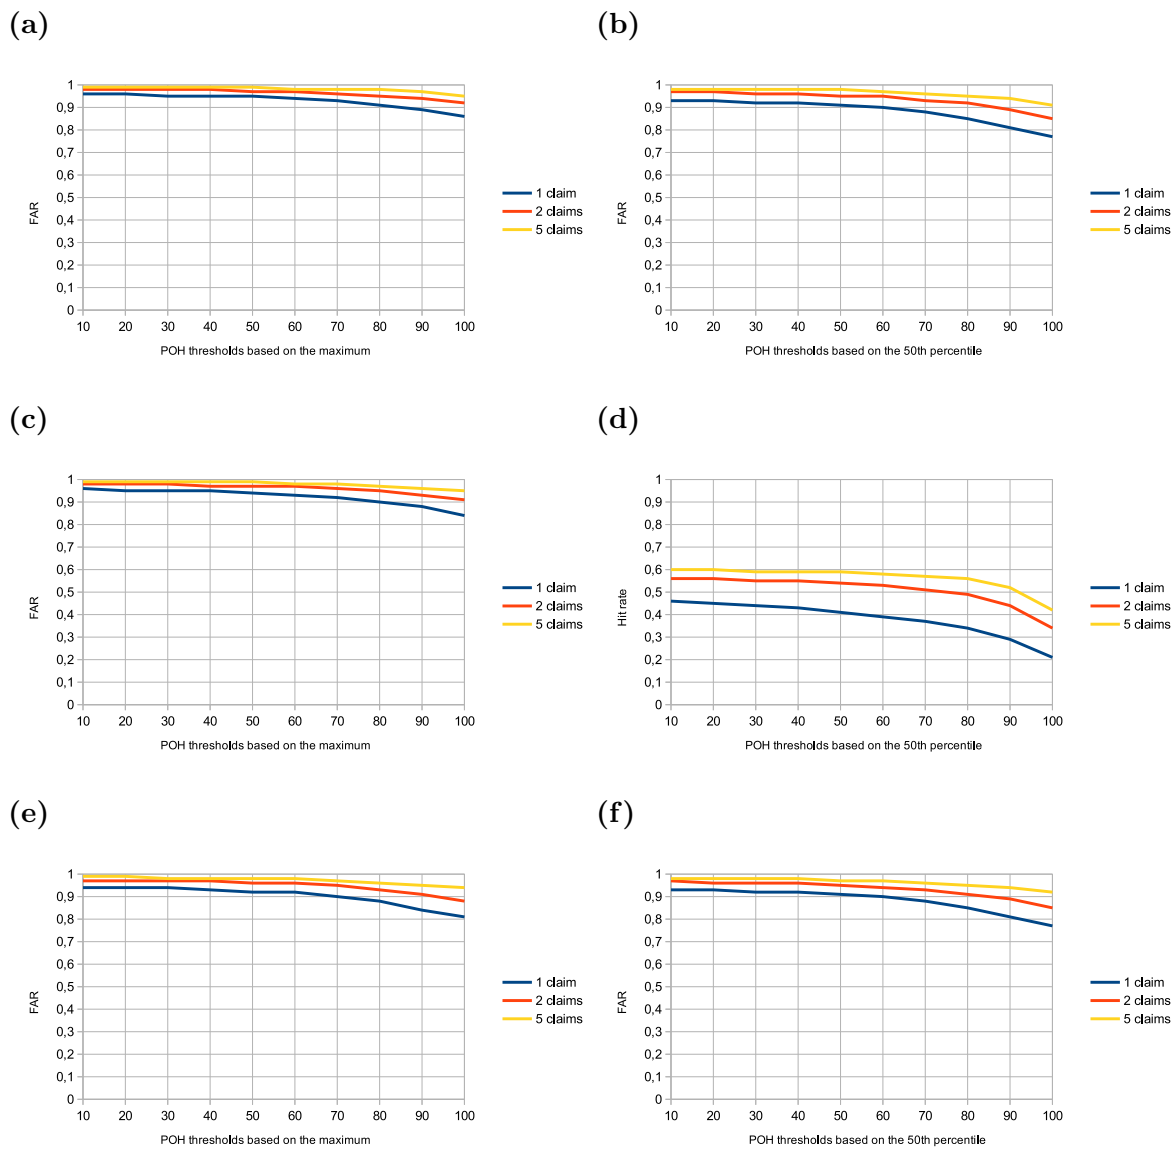 (a)
1
0,9
0,8
0,7
0,6
0,5
0,4
0,3
0,2
0,1
0
10 20 30 40 50 60 70 80 90 100
FAR
POH thresholds based on the maximum
1 claim
2 claims
5 claims
(b)
1
0,9
0,8
0,7
0,6
0,5
0,4
0,3
0,2
0,1
0
10 20 30 40 50 60 70 80 90 100
FAR
POH thresholds based on the 50th percentile
1 claim
2 claims
5 claims
(c)
1
0,9
0,8
0,7
0,6
0,5
0,4
0,3
0,2
0,1
0
10 20 30 40 50 60 70 80 90 100
FAR
POH thresholds based on the maximum
1 claim
2 claims
5 claims
(d)
1
0,9
0,8
0,7
0,6
0,5
0,4
0,3
0,2
0,1
0
10 20 30 40 50 60 70 80 90 100
Hit rate
POH thresholds based on the 50th percentile
1 claim
2 claims
5 claims
(e)
1
0,9
0,8
0,7
0,6
0,5
0,4
0,3
0,2
0,1
0
10 20 30 40 50 60 70 80 90 100
FAR
POH thresholds based on the maximum
1 claim
2 claims
5 claims
(f)
1
0,9
0,8
0,7
0,6
0,5
0,4
0,3
0,2
0,1
0
10 20 30 40 50 60 70 80 90 100
FAR
POH thresholds based on the 50th percentile
1 claim
2 claims
5 claims